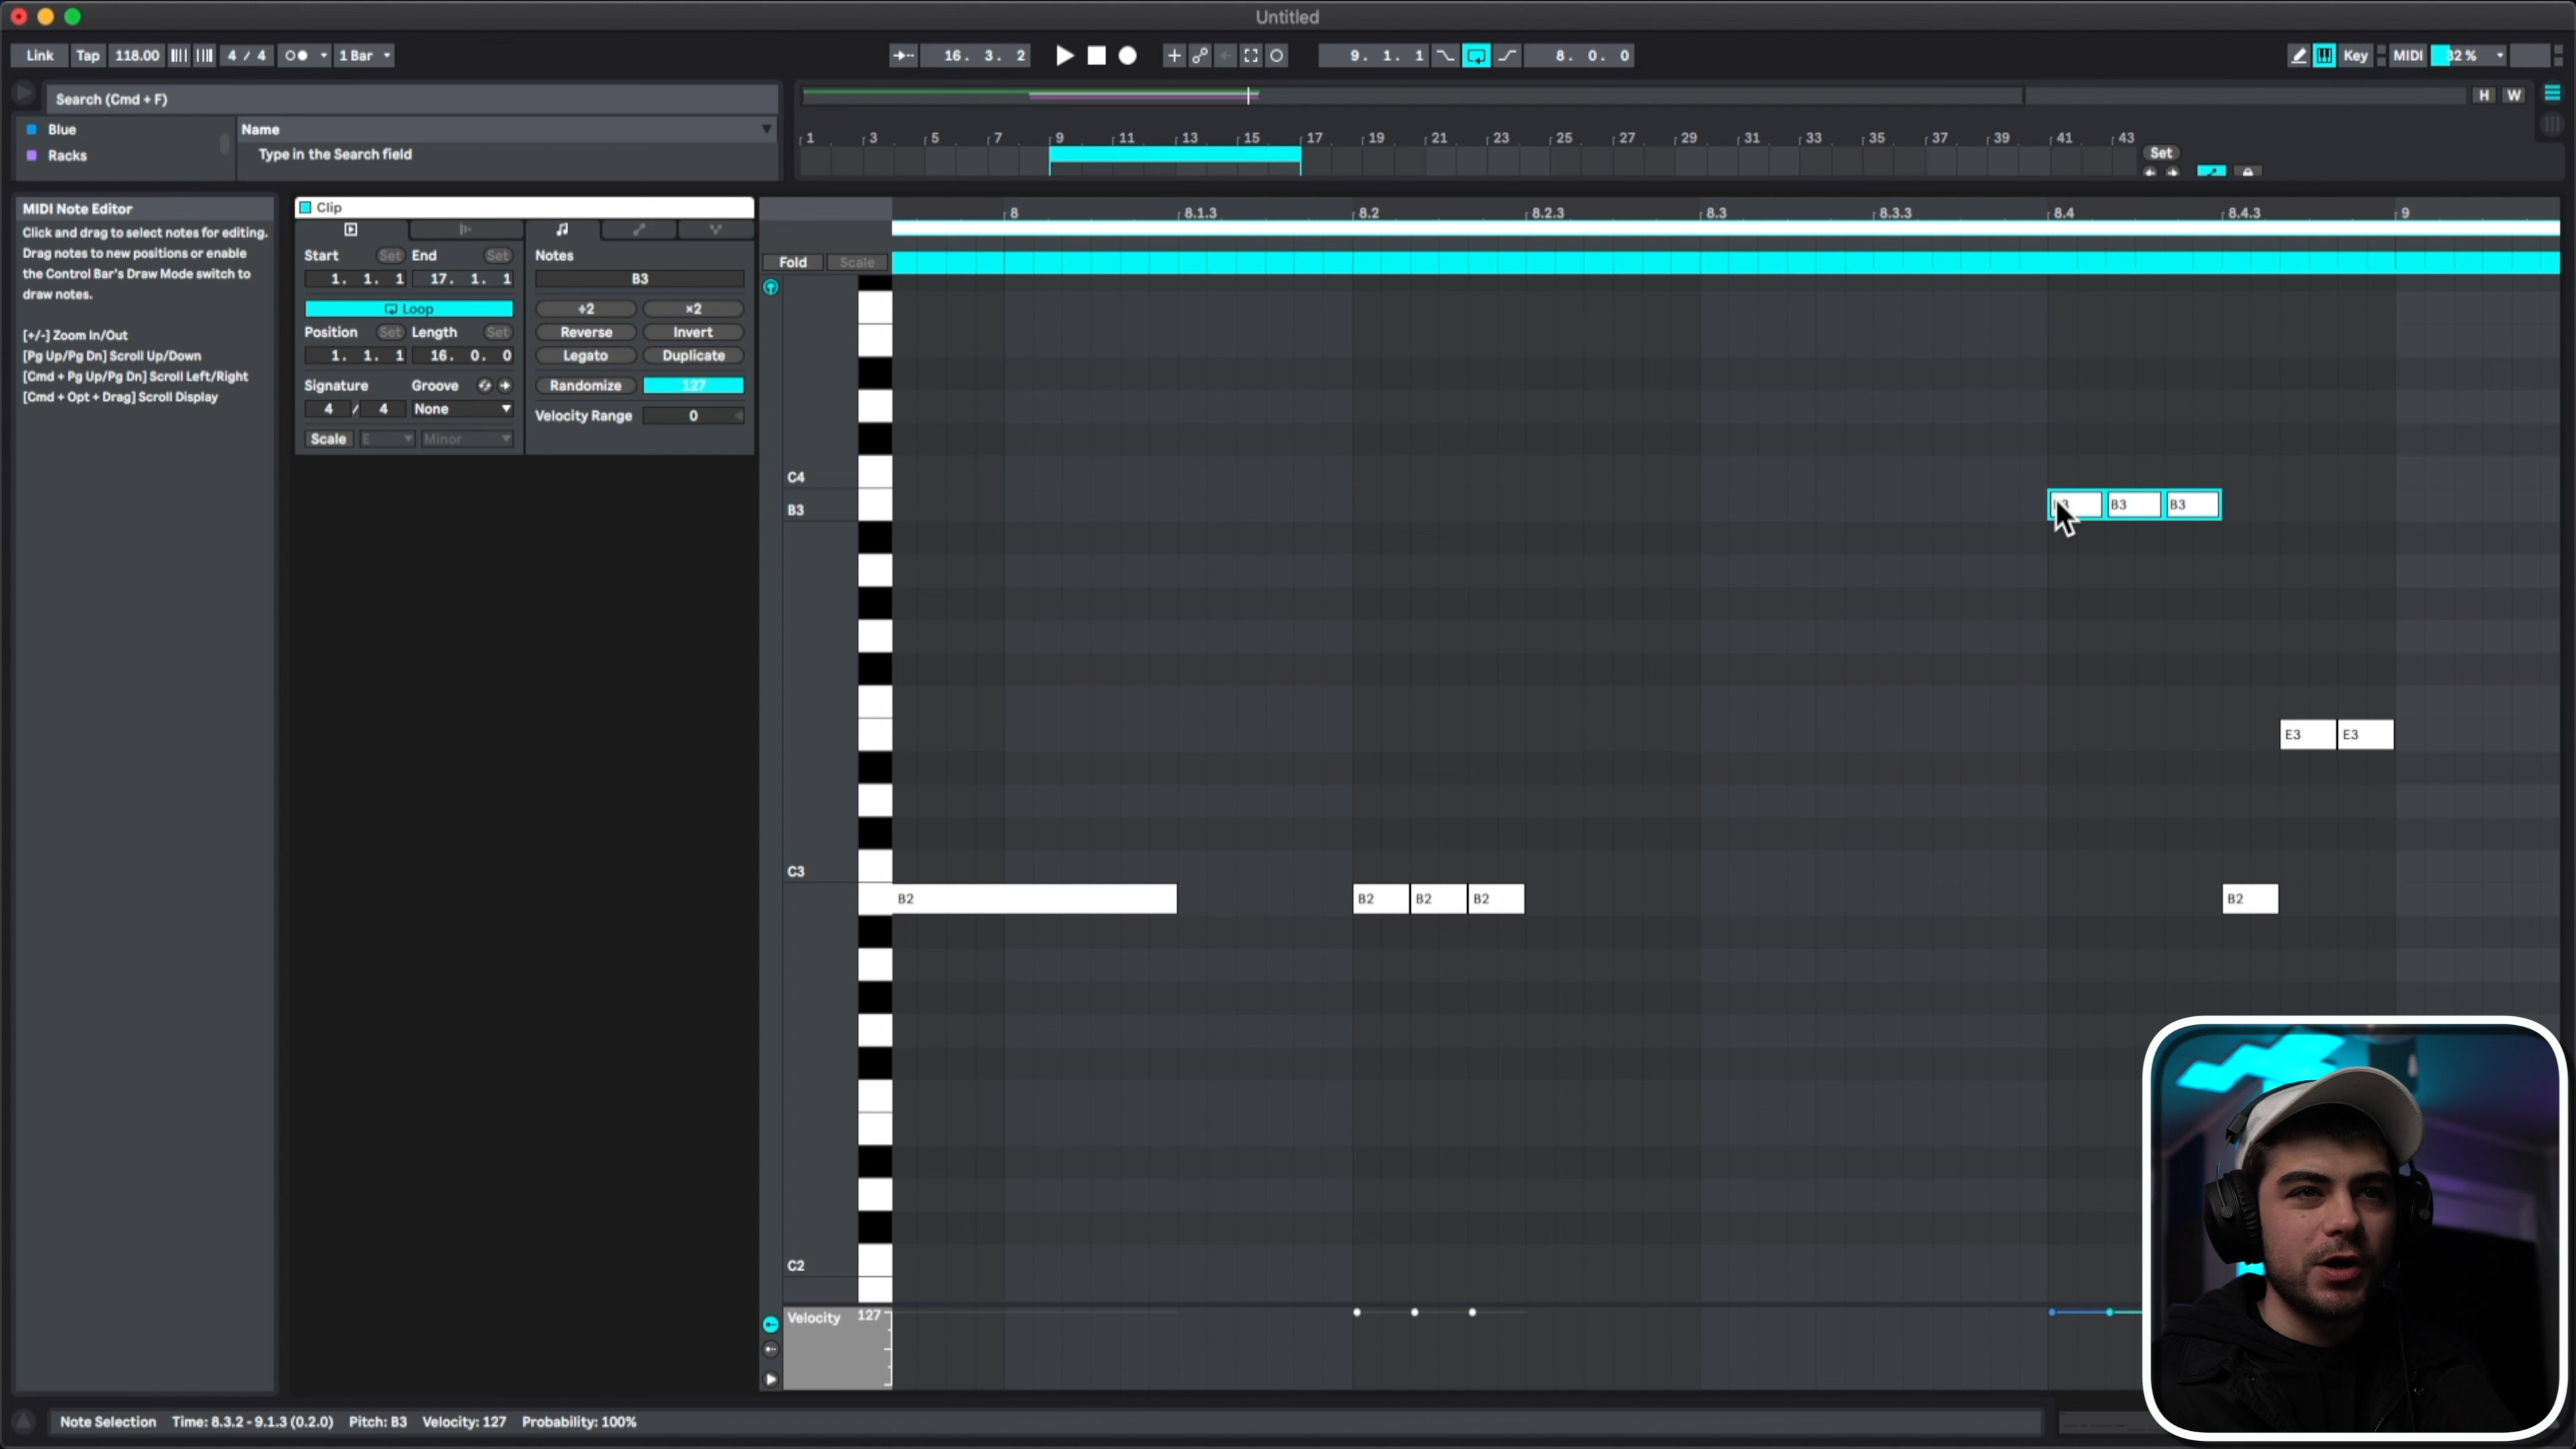 Untitled
Link Tap 118.00 4 / 4 1 Bar 16. 3. 2 9. 1. 1 8. 0. 0 Key MIDI 32 %
Search (Cmd + F)
H W
Blue Name
Racks Type in the Search field
1 3 5 7 9 11 13 15 17 19 21 23 25 27 29 31 33 35 37 39 41 43
Set
MIDI Note Editor
Click and drag to select notes for editing.
Drag notes to new positions or enable
the Control Bar's Draw Mode switch to
draw notes.
[+/-] Zoom In/Out
[Pg Up/Pg Dn] Scroll Up/Down
[Cmd + Pg Up/Pg Dn] Scroll Left/Right
[Cmd + Opt + Drag] Scroll Display
Clip
Start Set End Set Notes
1. 1. 1 17. 1. 1 B3
Loop ÷2 ×2
Position Set Length Set Reverse Invert
1. 1. 1 16. 0. 0 Legato Duplicate
Signature Groove Randomize 127
4 / 4 None Velocity Range 0
Scale E Minor
8 8.1.3 8.2 8.2.3 8.3 8.3.3 8.4 8.4.3 9
Fold Scale
C4
B3 B3 B3
E3 E3
C3
B2 B2 B2 B2 B2
C2
Velocity 127
Note Selection Time: 8.3.2 - 9.1.3 (0.2.0) Pitch: B3 Velocity: 127 Probability: 100%